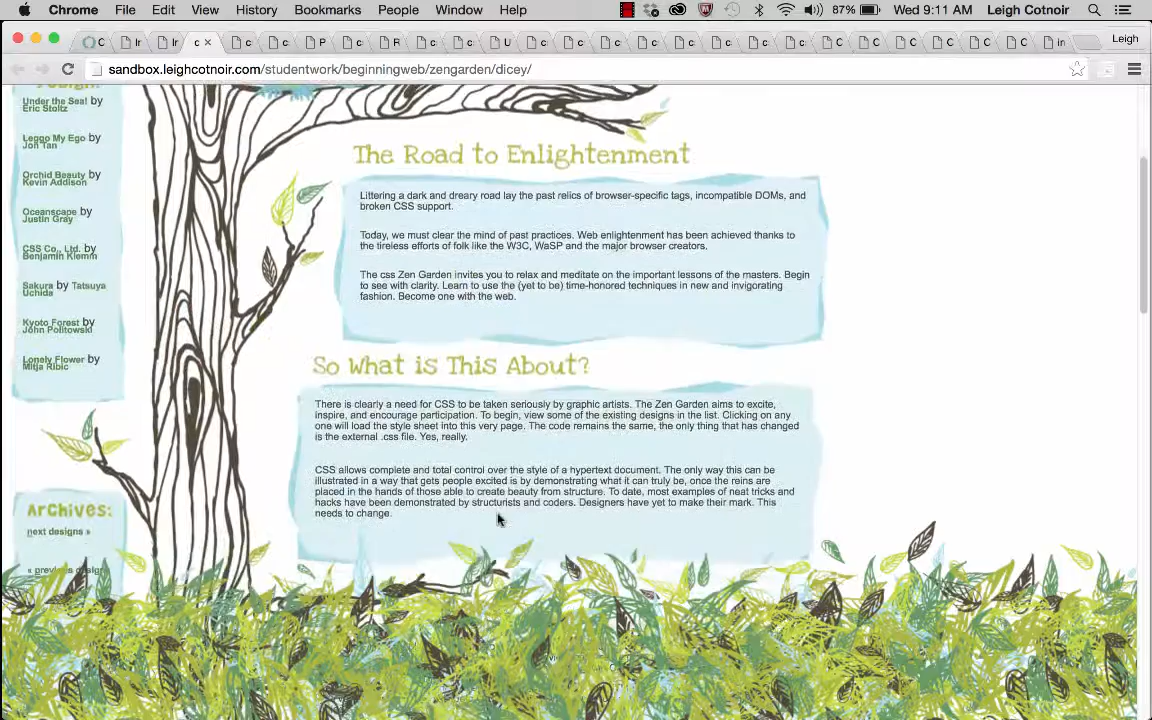 Chrome File Edit View History Bookmarks People Window Help 87% Wed 9:11 AM Leigh Cotnoir
Leigh
sandbox.leighcotnoir.com/studentwork/beginningweb/zengarden/dicey/
Under the Sea! by
Eric Stoltz
Leggo My Ego by
Jon Tan
Orchid Beauty by
Kevin Addison
Oceanscape by
Justin Gray
CSS Co., Ltd. by
Benjamin Klemm
Sakura by Tatsuya
Uchida
Kyoto Forest by
John Politowski
Lonely Flower by
Mitja Ribic
Archives:
next designs »
« previous designs
The Road to Enlightenment
Littering a dark and dreary road lay the past relics of browser-specific tags, incompatible DOMs, and
broken CSS support.
Today, we must clear the mind of past practices. Web enlightenment has been achieved thanks to
the tireless efforts of folk like the W3C, WaSP and the major browser creators.
The css Zen Garden invites you to relax and meditate on the important lessons of the masters. Begin
to see with clarity. Learn to use the (yet to be) time-honored techniques in new and invigorating
fashion. Become one with the web.
So What is This About?
There is clearly a need for CSS to be taken seriously by graphic artists. The Zen Garden aims to excite,
inspire, and encourage participation. To begin, view some of the existing designs in the list. Clicking on any
one will load the style sheet into this very page. The code remains the same, the only thing that has changed
is the external .css file. Yes, really.
CSS allows complete and total control over the style of a hypertext document. The only way this can be
illustrated in a way that gets people excited is by demonstrating what it can truly be, once the reins are
placed in the hands of those able to create beauty from structure. To date, most examples of neat tricks and
hacks have been demonstrated by structurists and coders. Designers have yet to make their mark. This
needs to change.